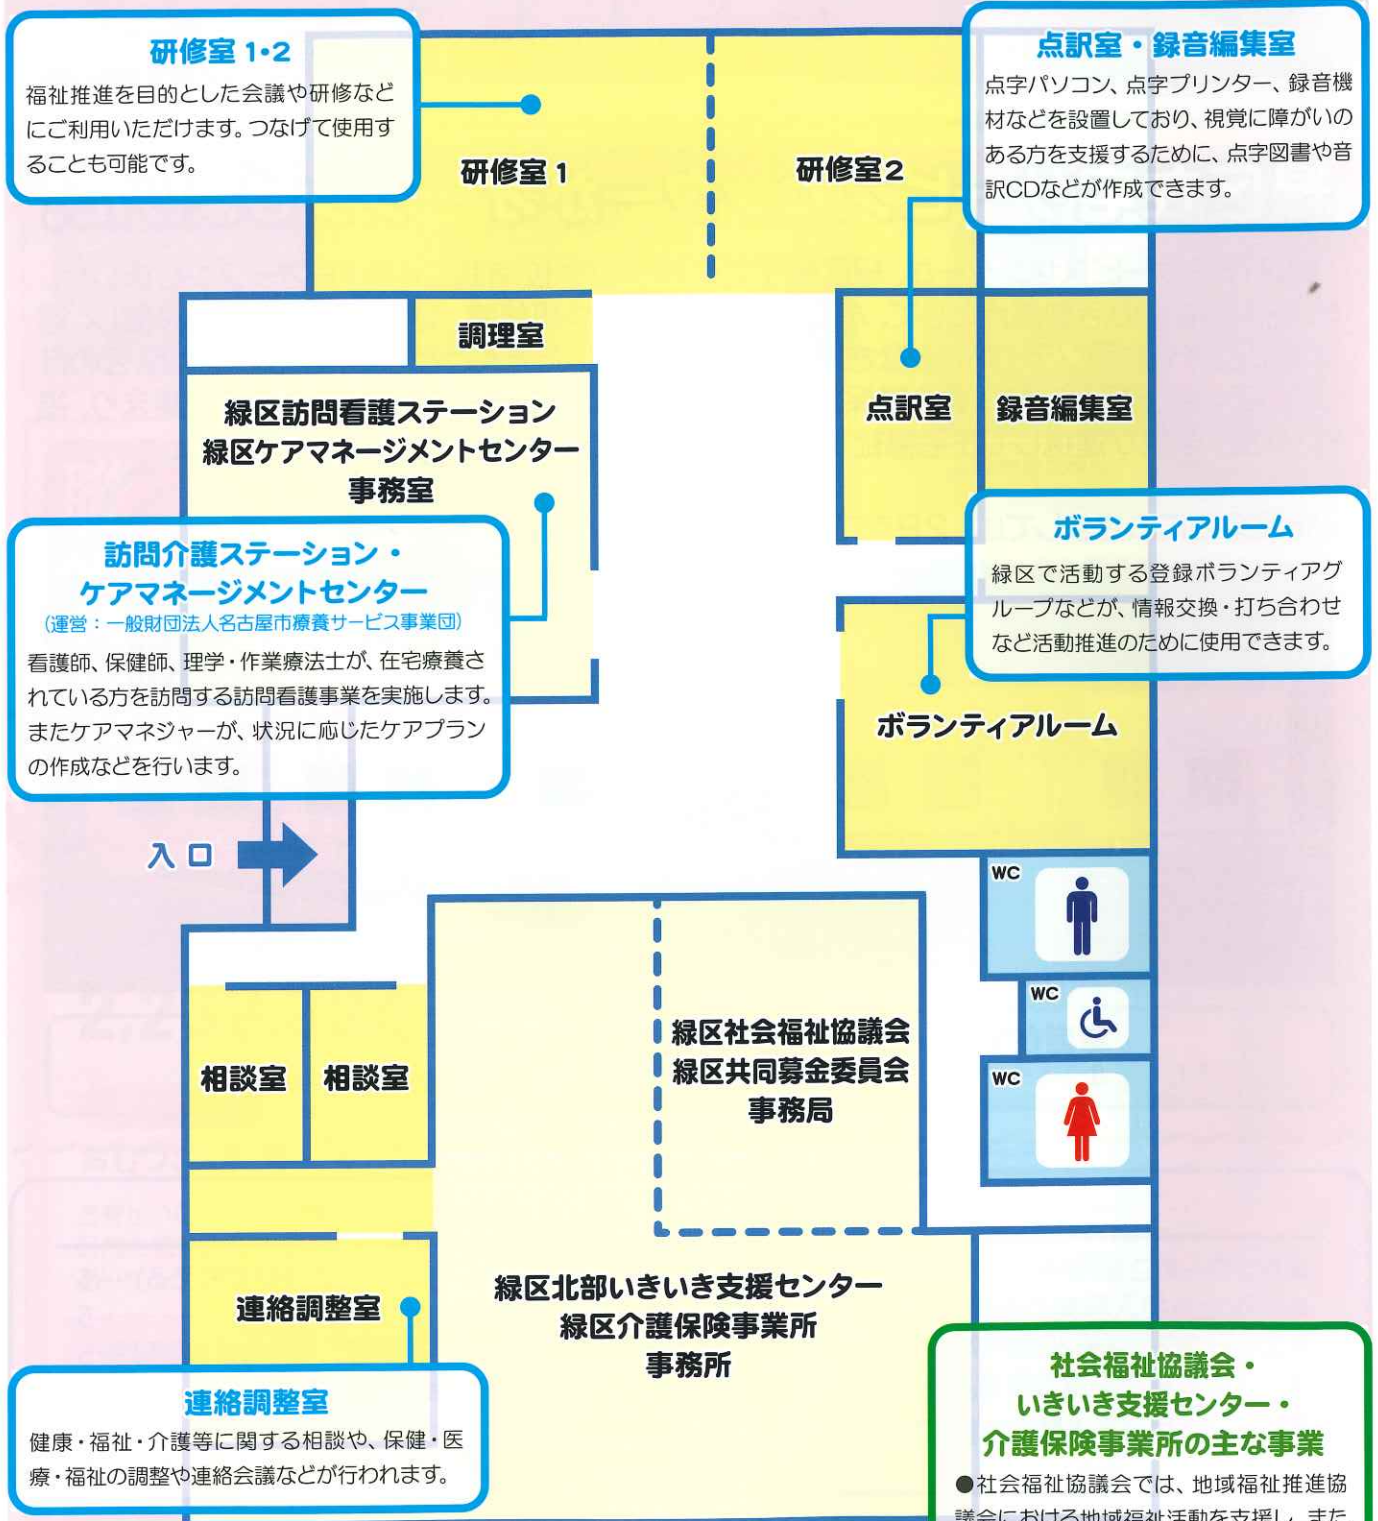 研修室 1・2
福祉推進を目的とした会議や研修など
にご利用いただけます。つなげて使用す
ることも可能です。
点訳室・録音編集室
点字パソコン、点字プリンター、録音機
材などを設置しており、視覚に障がいの
ある方を支援するために、点字図書や音
訳CDなどが作成できます。
研修室 1
研修室2
調理室
緑区訪問看護ステーション
緑区ケアマネージメントセンター
事務室
点訳室
録音編集室
訪問介護ステーション・
ケアマネージメントセンター
(運営：一般財団法人名古屋市療養サービス事業団)
看護師、保健師、理学・作業療法士が、在宅療養さ
れている方を訪問する訪問看護事業を実施します。
またケアマネジャーが、状況に応じたケアプラン
の作成などを行います。
ボランティアルーム
緑区で活動する登録ボランティアグ
ループなどが、情報交換・打ち合わせ
など活動推進のために使用できます。
ボランティアルーム
入口
WC
WC
WC
相談室
相談室
緑区社会福祉協議会
緑区共同募金委員会
事務局
連絡調整室
緑区北部いきいき支援センター
緑区介護保険事業所
事務所
連絡調整室
健康・福祉・介護等に関する相談や、保健・医
療・福祉の調整や連絡会議などが行われます。
社会福祉協議会・
いきいき支援センター・
介護保険事業所の主な事業
●社会福祉協議会では、地域福祉推進協
議会における地域福祉活動を支援し、また